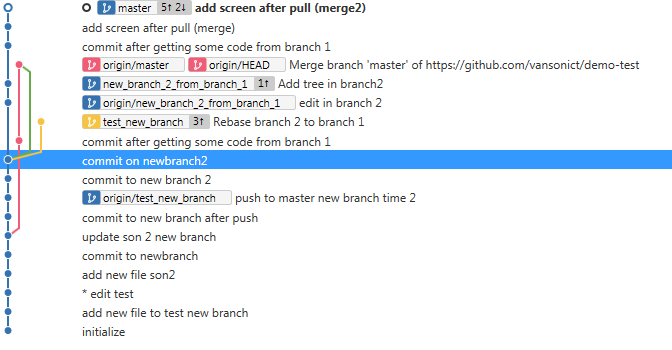 master 5↑ 2↓ add screen after pull (merge2)
add screen after pull (merge)
commit after getting some code from branch 1
origin/master origin/HEAD Merge branch 'master' of https://github.com/vansonict/demo-test
new_branch_2_from_branch_1 1↑ Add tree in branch2
origin/new_branch_2_from_branch_1 edit in branch 2
test_new_branch 3↑ Rebase branch 2 to branch 1
commit after getting some code from branch 1
commit on newbranch2
commit to new branch 2
origin/test_new_branch push to master new branch time 2
commit to new branch after push
update son 2 new branch
commit to newbranch
add new file son2
* edit test
add new file to test new branch
initialize